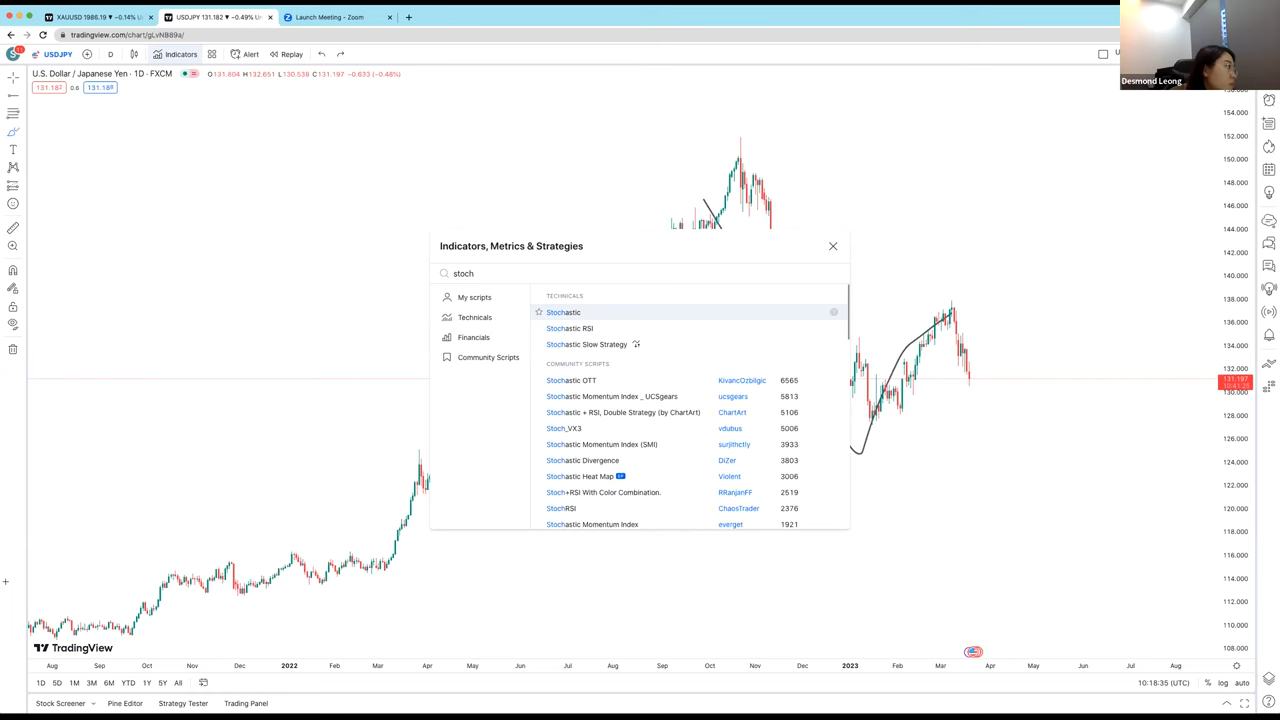 XAUUSD 1986.19 ▼ −0.14% Un
USDJPY 131.182 ▼ −0.49% Un
Launch Meeting - Zoom
tradingview.com/chart/gLVNB89a/
Desmond Leong
S 11 USDJPY D Indicators Alert Replay
U.S. Dollar / Japanese Yen · 1D · FXCM O131.804 H132.651 L130.538 C131.197 −0.633 (−0.48%)
131.182 0.6 131.188
154.000
152.000
150.000
148.000
146.000
144.000
142.000
140.000
138.000
136.000
134.000
132.000
131.197
10:41:25
128.000
126.000
124.000
122.000
120.000
118.000
116.000
114.000
112.000
110.000
108.000
Indicators, Metrics & Strategies
stoch
My scripts
Technicals
Financials
Community Scripts
TECHNICALS
Stochastic
Stochastic RSI
Stochastic Slow Strategy
COMMUNITY SCRIPTS
Stochastic OTT KivancOzbilgic 6565
Stochastic Momentum Index _ UCSgears ucsgears 5813
Stochastic + RSI, Double Strategy (by ChartArt) ChartArt 5106
Stoch_VX3 vdubus 5006
Stochastic Momentum Index (SMI) surjithctly 3933
Stochastic Divergence DiZer 3803
Stochastic Heat Map Violent 3006
Stoch+RSI With Color Combination. RRanjanFF 2519
StochRSI ChaosTrader 2376
Stochastic Momentum Index everget 1921
TradingView
Aug Sep Oct Nov Dec 2022 Feb Mar Apr May Jun Jul Aug Sep Oct Nov Dec 2023 Feb Mar Apr May Jun Jul Aug
1D 5D 1M 3M 6M YTD 1Y 5Y All 10:18:35 (UTC) % log auto
Stock Screener Pine Editor Strategy Tester Trading Panel